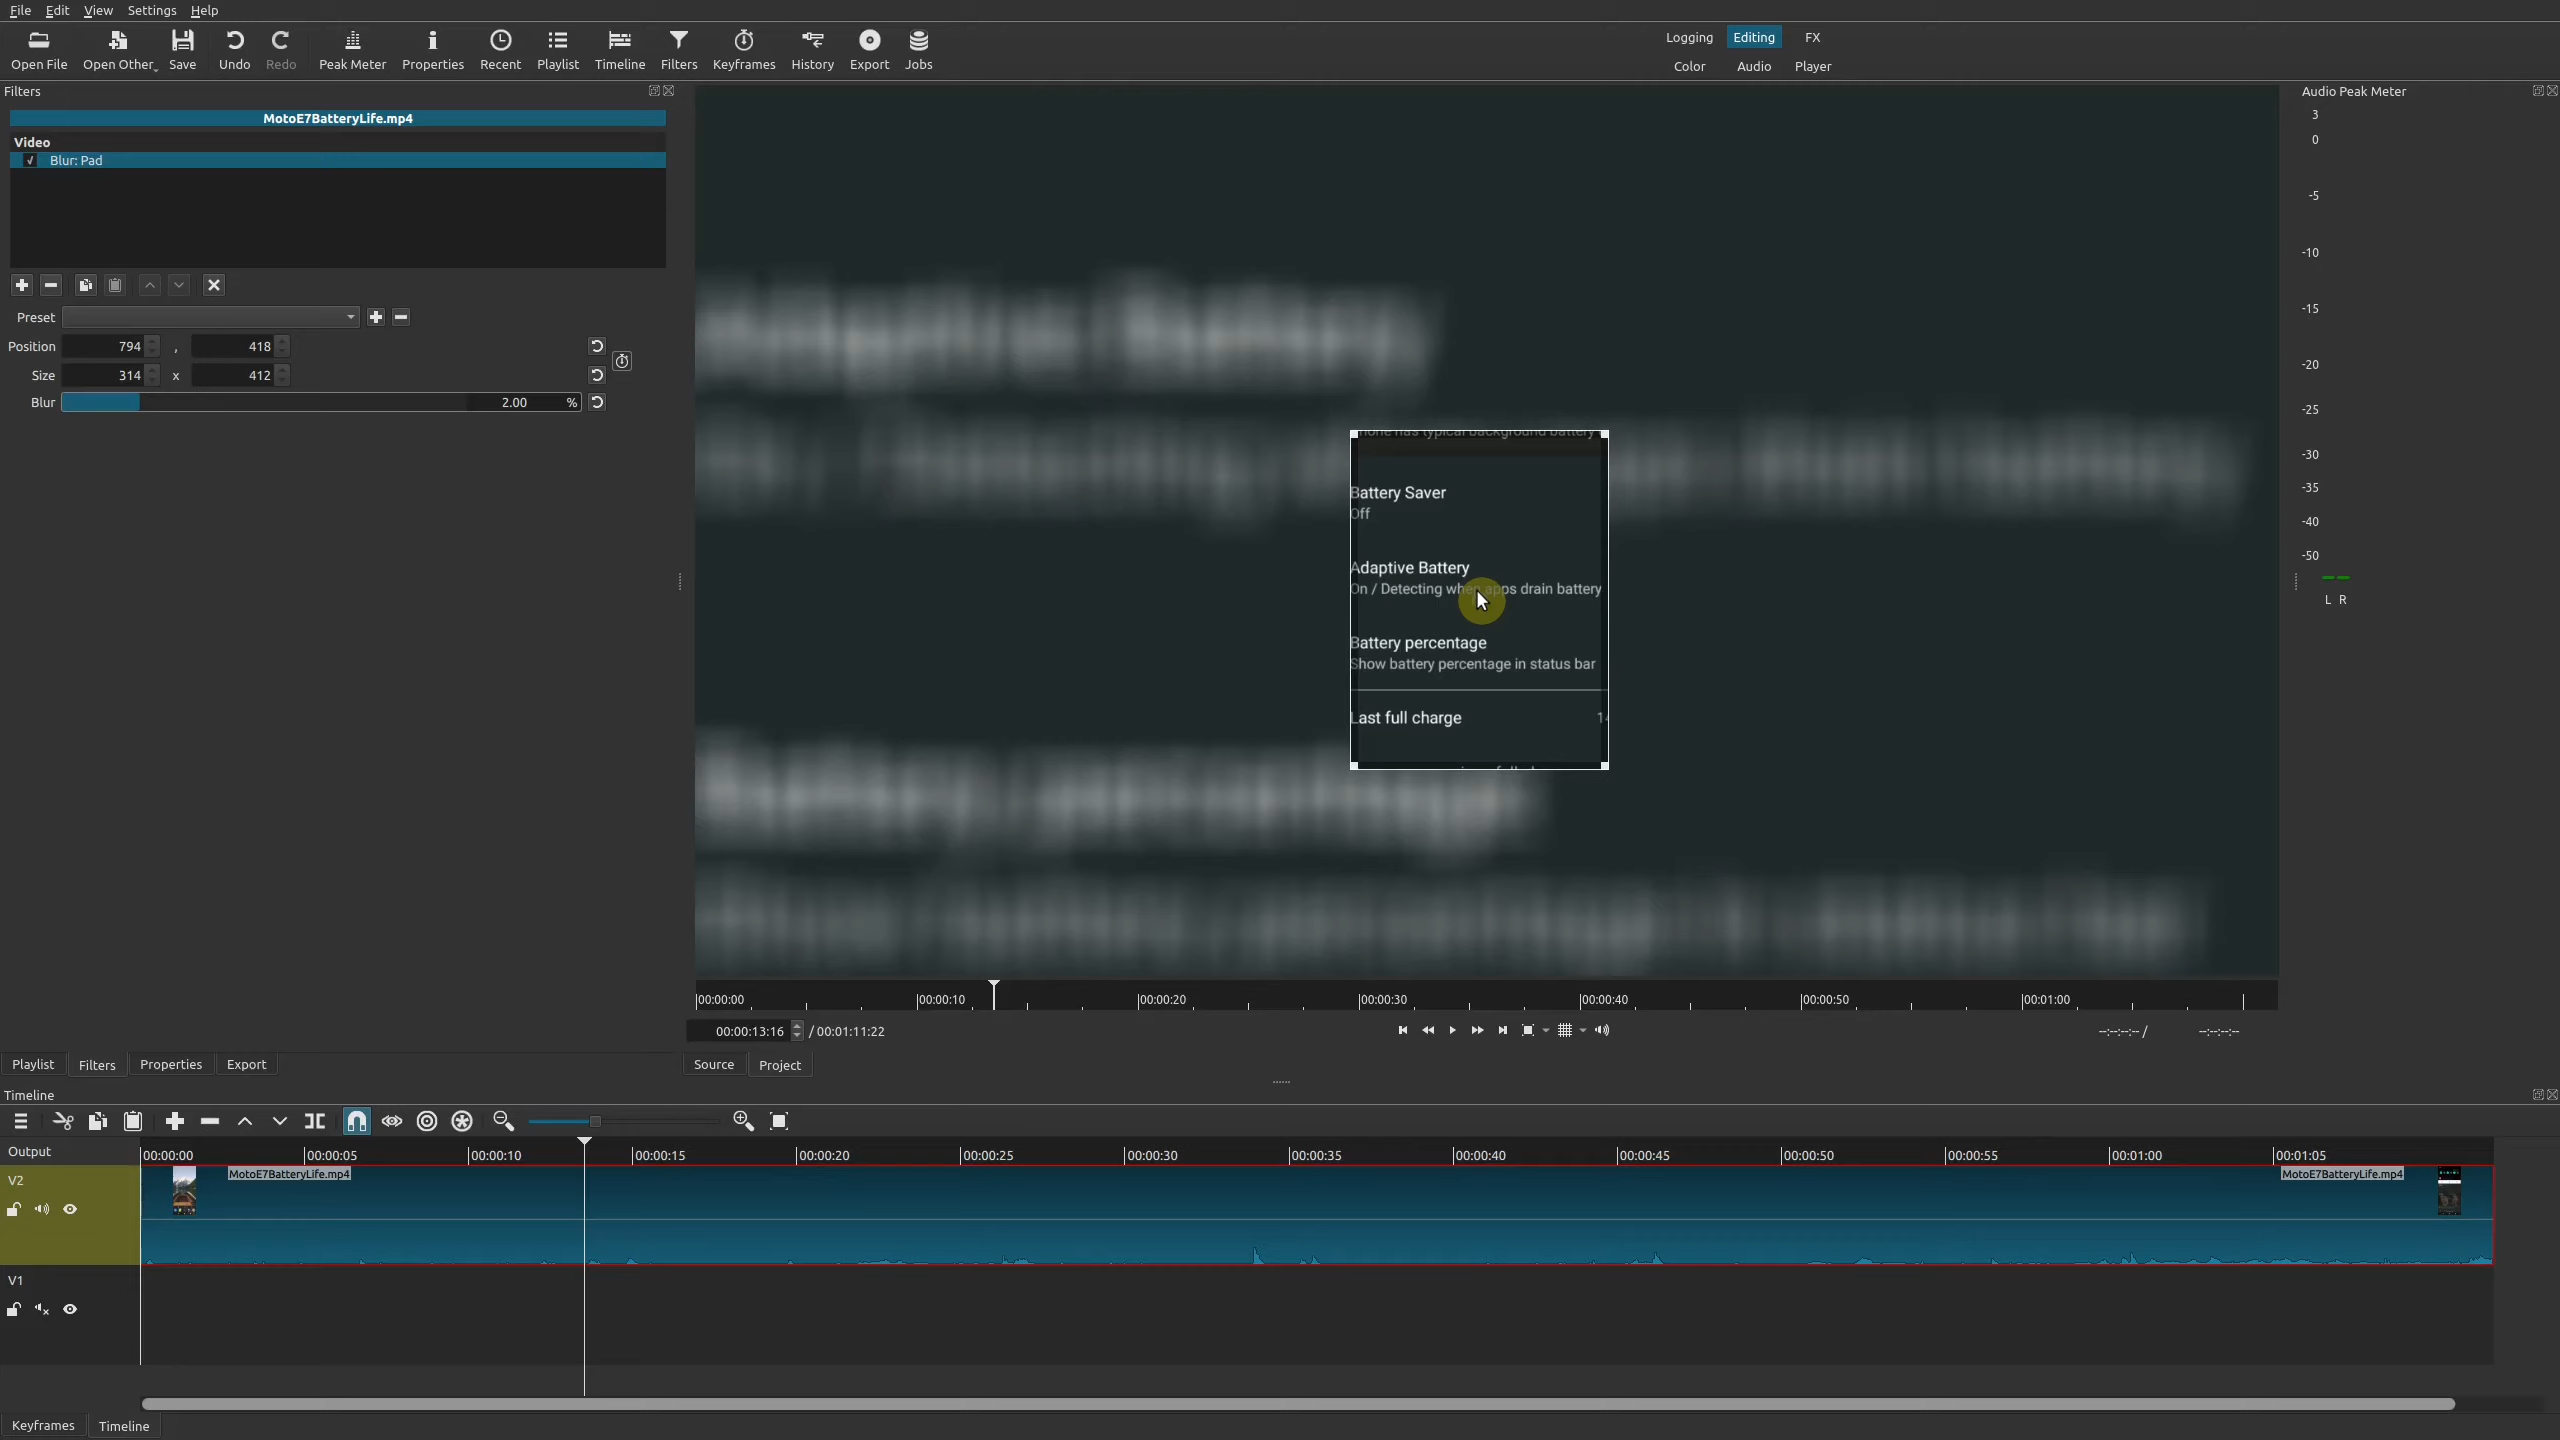 File Edit View Settings Help
Open File Open Other Save Undo Redo Peak Meter Properties Recent Playlist Timeline Filters Keyframes History Export Jobs
Logging Editing FX
Color Audio Player
Filters
Audio Peak Meter
MotoE7BatteryLife.mp4
Video
Blur: Pad
Preset
Position 794 , 418
Size 314 x 412
Blur 2.00 %
3
0
-5
-10
-15
-20
-25
-30
-35
-40
-50
L R
typical background battery
Battery Saver
Off
Adaptive Battery
On / Detecting when apps drain battery
Battery percentage
Show battery percentage in status bar
Last full charge
00:00:00 00:00:10 00:00:20 00:00:30 00:00:40 00:00:50 00:01:00
00:00:13:16 / 00:01:11:22
--:--:--:-- / --:--:--:--
Playlist Filters Properties Export
Source Project
Timeline
Output
00:00:00 00:00:05 00:00:10 00:00:15 00:00:20 00:00:25 00:00:30 00:00:35 00:00:40 00:00:45 00:00:50 00:00:55 00:01:00 00:01:05
V2
MotoE7BatteryLife.mp4 MotoE7BatteryLife.mp4
V1
Keyframes Timeline